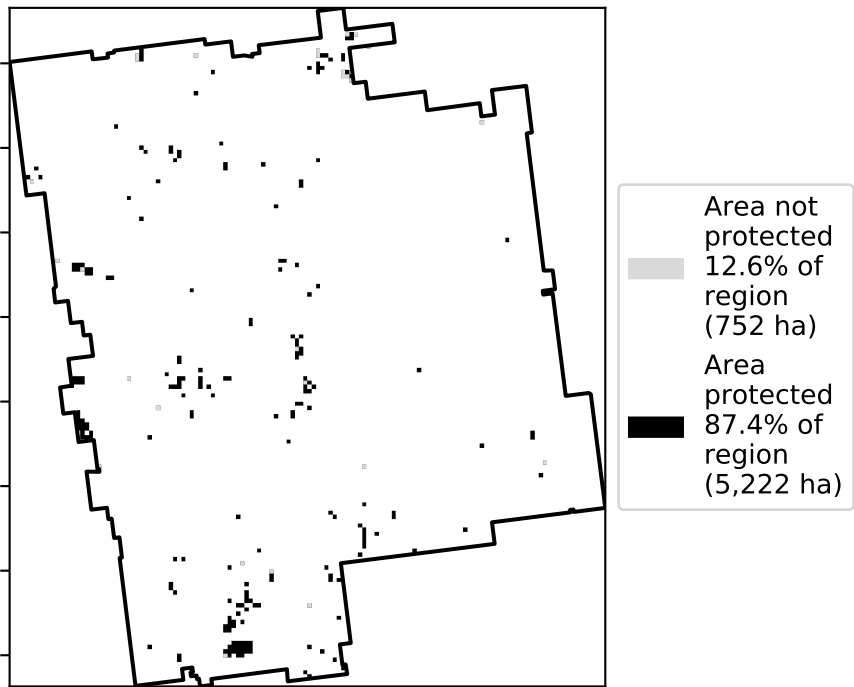 Area not
protected
12.6% of
region
(752 ha)
Area
protected
87.4% of
region
(5,222 ha)